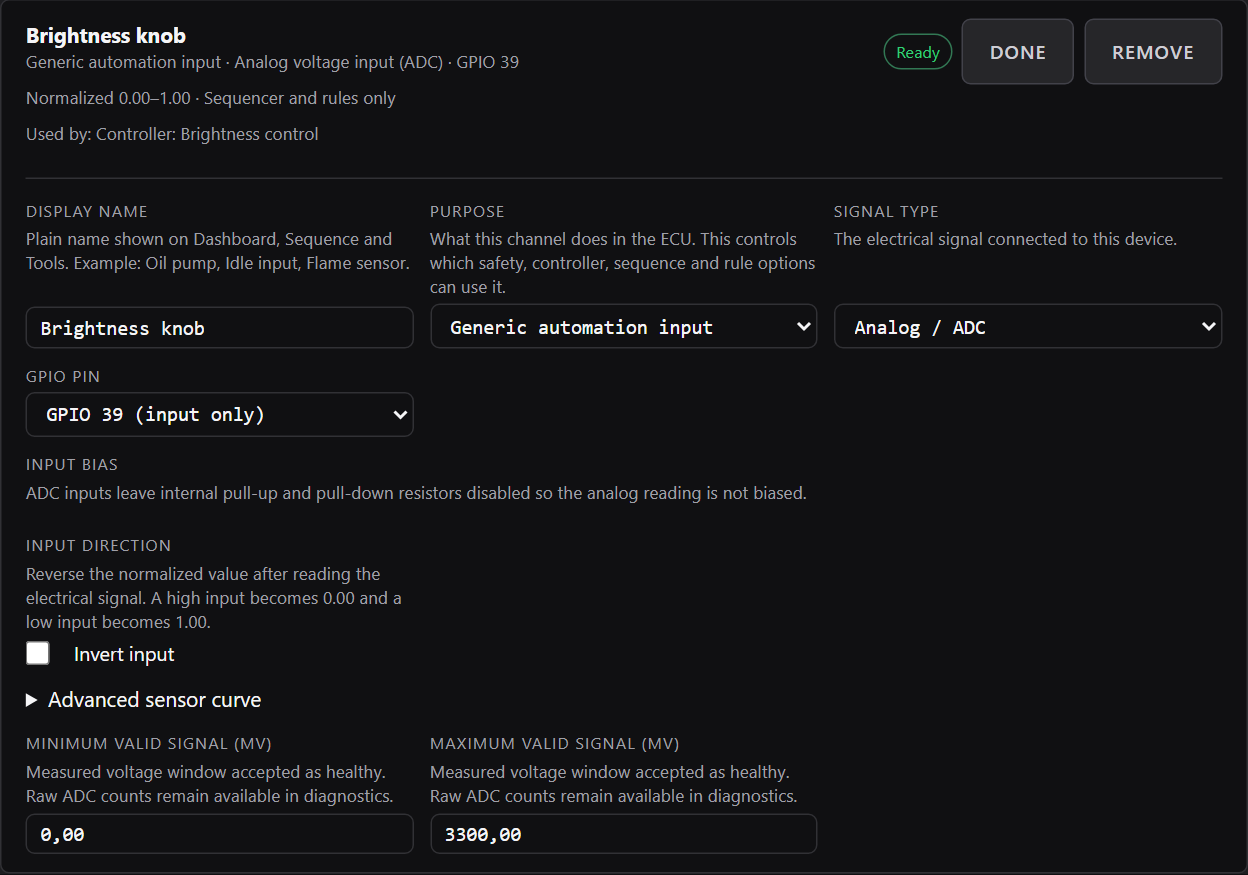 Brightness knob
Generic automation input · Analog voltage input (ADC) · GPIO 39
Normalized 0.00–1.00 · Sequencer and rules only
Used by: Controller: Brightness control
Ready
DONE
REMOVE
DISPLAY NAME
Plain name shown on Dashboard, Sequence and
Tools. Example: Oil pump, Idle input, Flame sensor.
Brightness knob
PURPOSE
What this channel does in the ECU. This controls
which safety, controller, sequence and rule options
can use it.
Generic automation input
SIGNAL TYPE
The electrical signal connected to this device.
Analog / ADC
GPIO PIN
GPIO 39 (input only)
INPUT BIAS
ADC inputs leave internal pull-up and pull-down resistors disabled so the analog reading is not biased.
INPUT DIRECTION
Reverse the normalized value after reading the
electrical signal. A high input becomes 0.00 and a
low input becomes 1.00.
Invert input
Advanced sensor curve
MINIMUM VALID SIGNAL (MV)
Measured voltage window accepted as healthy.
Raw ADC counts remain available in diagnostics.
0,00
MAXIMUM VALID SIGNAL (MV)
Measured voltage window accepted as healthy.
Raw ADC counts remain available in diagnostics.
3300,00